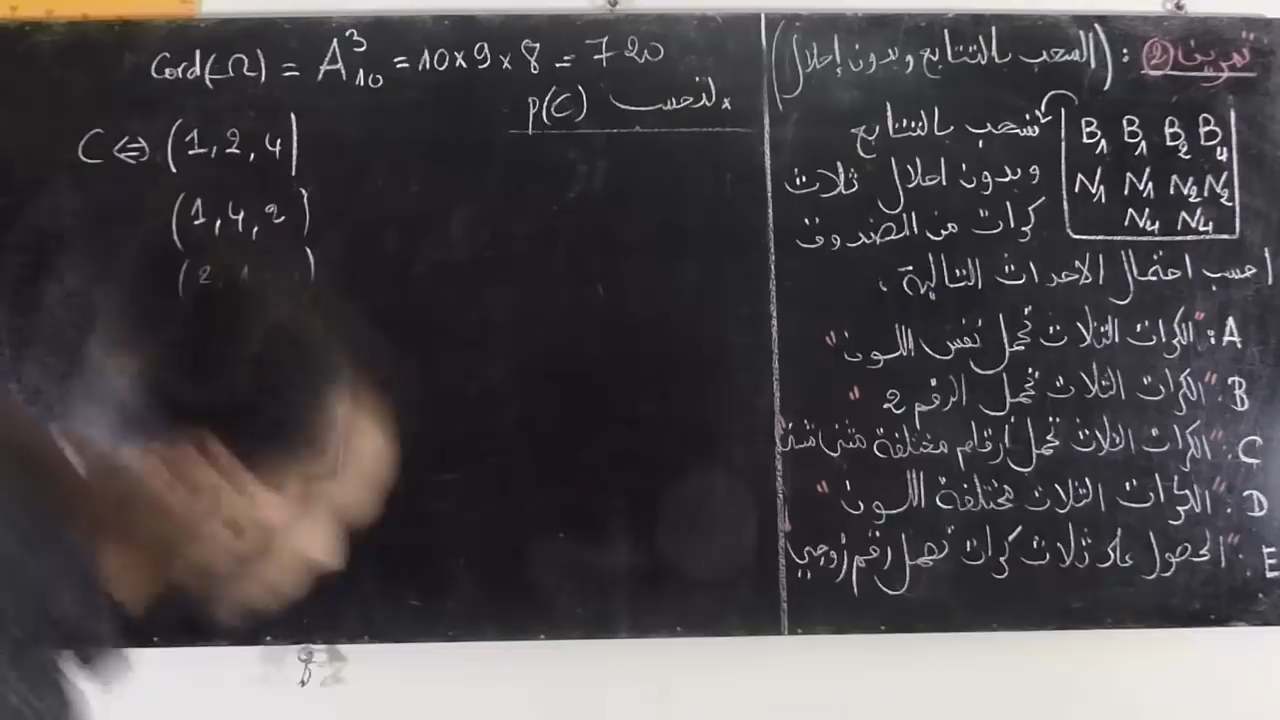 تمرين ②: (السحب بالتتابع وبدون إحلال)
نسحب بالتتابع
وبدون احلال ثلاث
كرات من الصندوق
B₁ B₁ B₂ B₄
N₁ N₁ N₂ N₂
N₄ N₄
احسب احتمال الاحداث التالية.
A: "الكرات الثلاث تحمل نفس اللون"
B: "الكرات الثلاث تحمل الرقم 2"
C: "الكرات الثلاث تحمل أرقام مختلفة مثنى مثنى
D: "الكرات الثلاث مختلفة اللون"
E: "الحصول على ثلاث كرات تحمل رقم زوجي
Card(Ω) = A₁₀³ = 10×9×8 = 720
لنحسب p(C)
C ⇔ (1,2,4)
(1,4,2)
(2